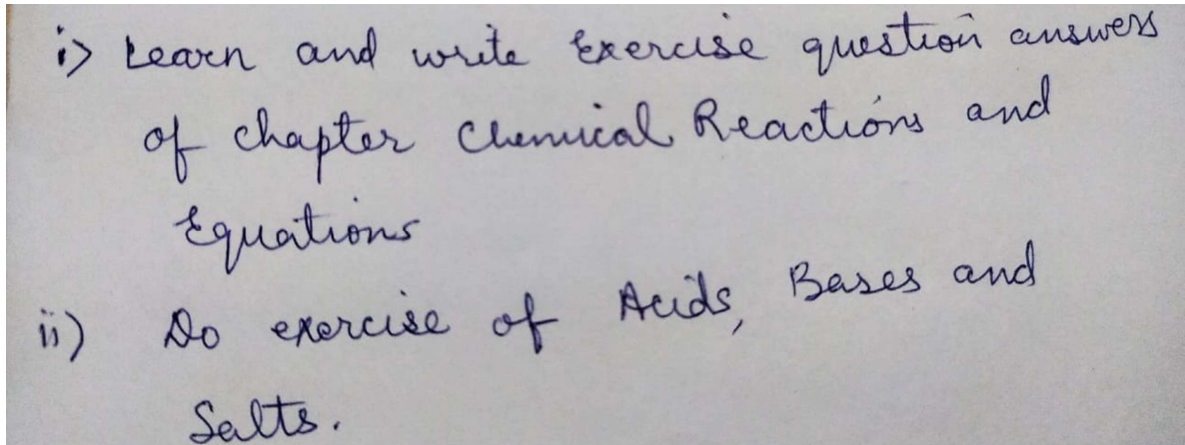 i> Learn and write Exercise question answers
of chapter Chemical Reactions and
Equations
ii) Do exercise of Acids, Bases and
Salts.